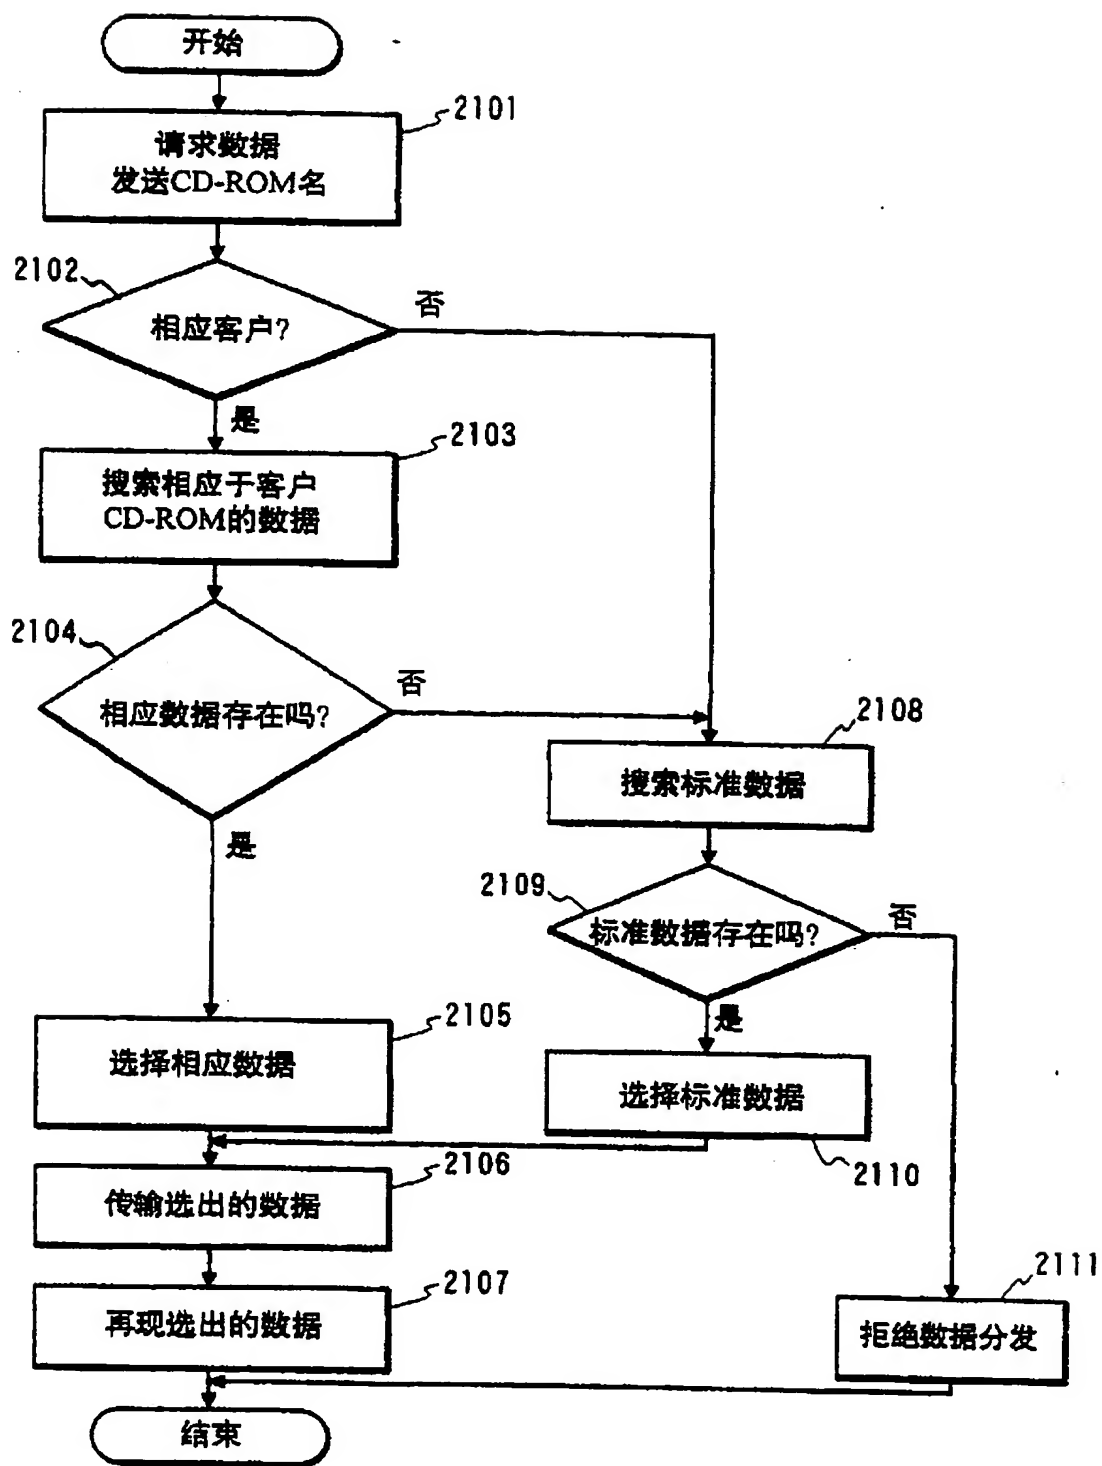 开始
2101
请求数据
发送CD-ROM名
2102
相应客户?
否
是
2103
搜索相应于客户
CD-ROM的数据
2104
相应数据存在吗?
否
是
2108
搜索标准数据
2109
标准数据存在吗?
否
是
2105
选择相应数据
选择标准数据
2110
2106
传输选出的数据
2107
再现选出的数据
2111
拒绝数据分发
结束